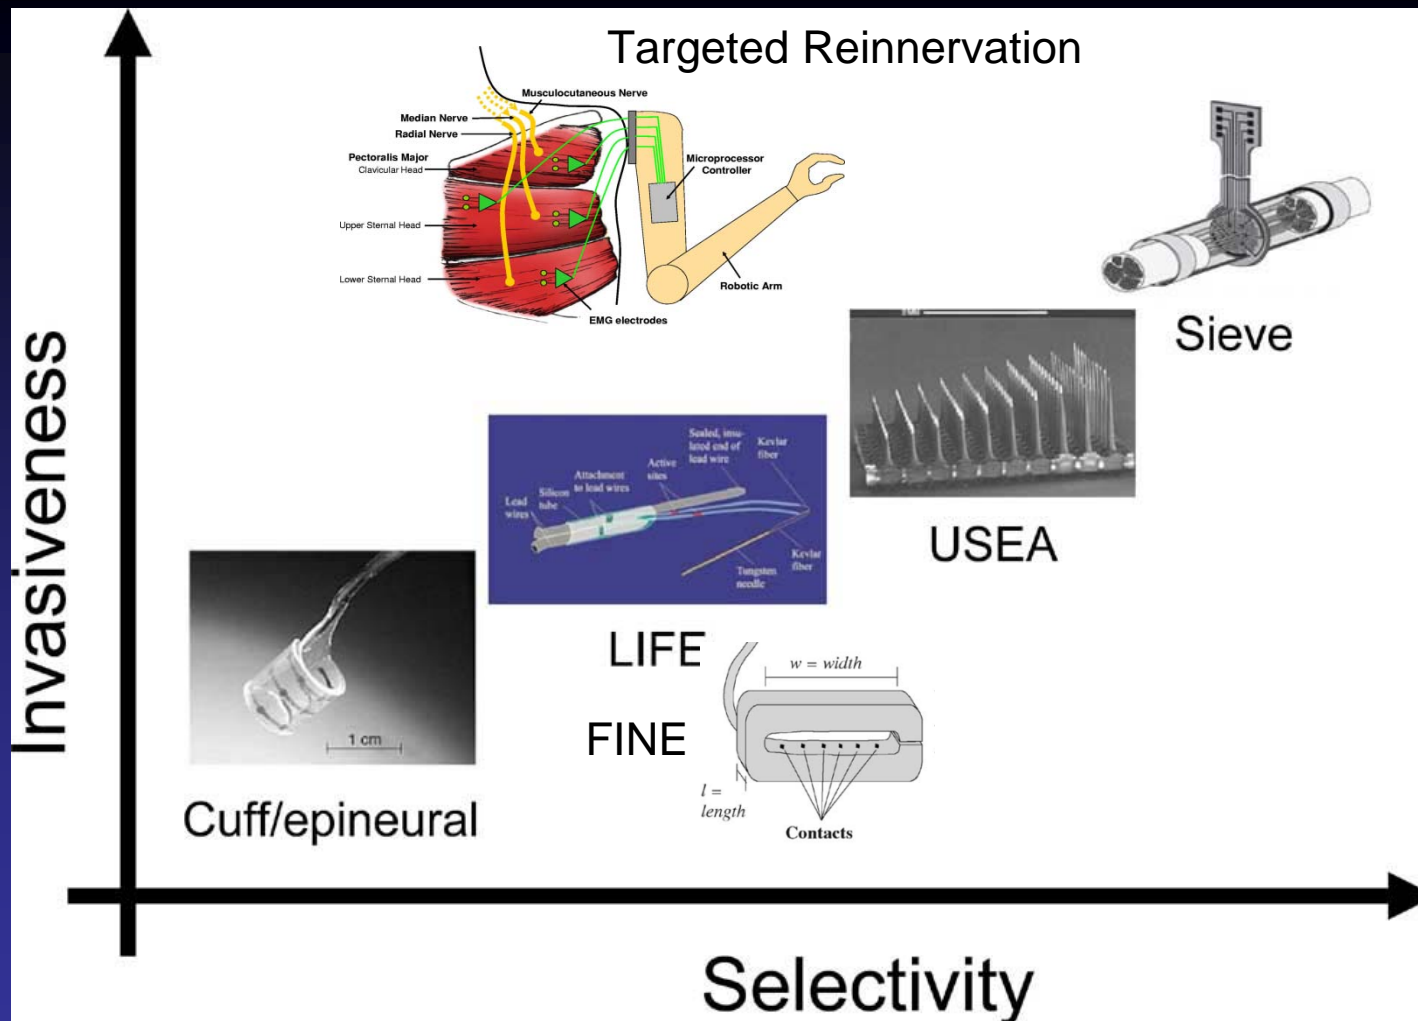 Targeted Reinnervation
Musculocutaneous Nerve
Median Nerve
Radial Nerve
Pectoralis Major
Clavicular Head
Microprocessor
Controller
Upper Sternal Head
Lower Sternal Head
Robotic Arm
EMG electrodes
Sieve
Invasiveness
Sealed, insu-
lated end of
lead wire
Kevlar
fiber
Active
sites
Attachment
to lead wires
Silicon
tube
Lead
wires
Kevlar
fiber
Tungsten
needle
USEA
LIFE
1 cm
Cuff/epineural
FINE
w = width
l =
length
Contacts
Selectivity